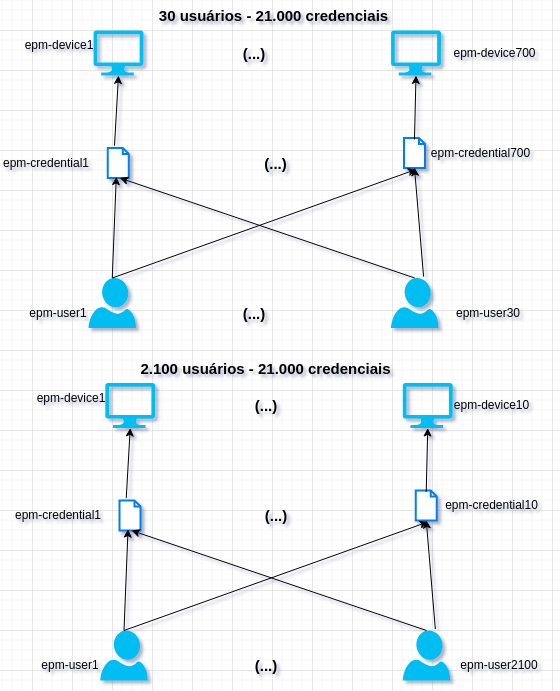 30 usuários - 21.000 credenciais
epm-device1
(...)
epm-device700
epm-credential1
(...)
epm-credential700
epm-user1
(...)
epm-user30
2.100 usuários - 21.000 credenciais
epm-device1
(...)
epm-device10
epm-credential1
(...)
epm-credential10
epm-user1
(...)
epm-user2100